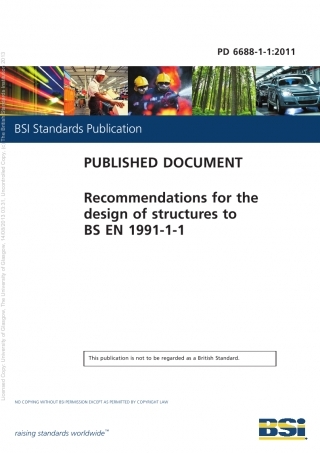 PD 6688-1-1:2011
BSI Standards Publication
PUBLISHED DOCUMENT
Recommendations for the
design of structures to
BS EN 1991-1-1
This publication is not to be regarded as a British Standard.
NO COPYING WITHOUT BSI PERMISSION EXCEPT AS PERMITTED BY COPYRIGHT LAW
raising standards worldwide™
BSi